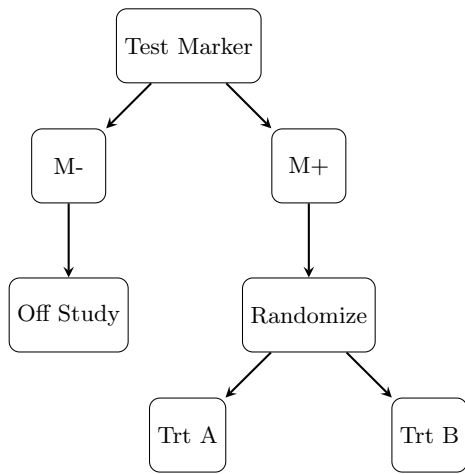 Test Marker
M-
M+
Off Study
Randomize
Trt A
Trt B